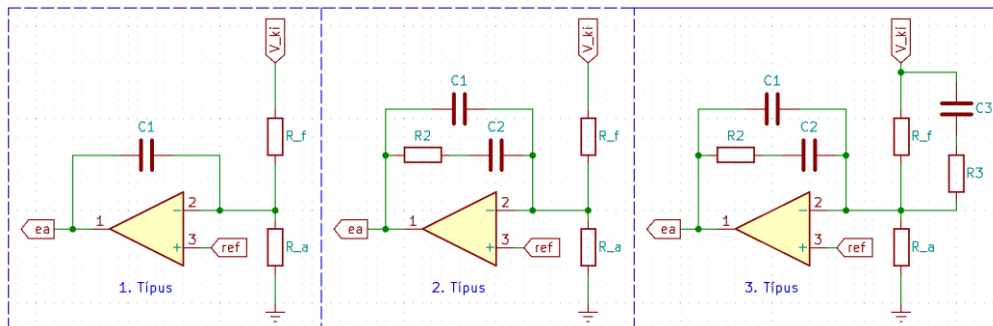 V_ki
C1
R_f
2
ea
1
3
ref
R_a
1. Típus
V_ki
C1
R2
C2
R_f
2
ea
1
3
ref
R_a
2. Típus
V_ki
C1
C3
R2
C2
R_f
R3
2
ea
1
3
ref
R_a
3. Típus